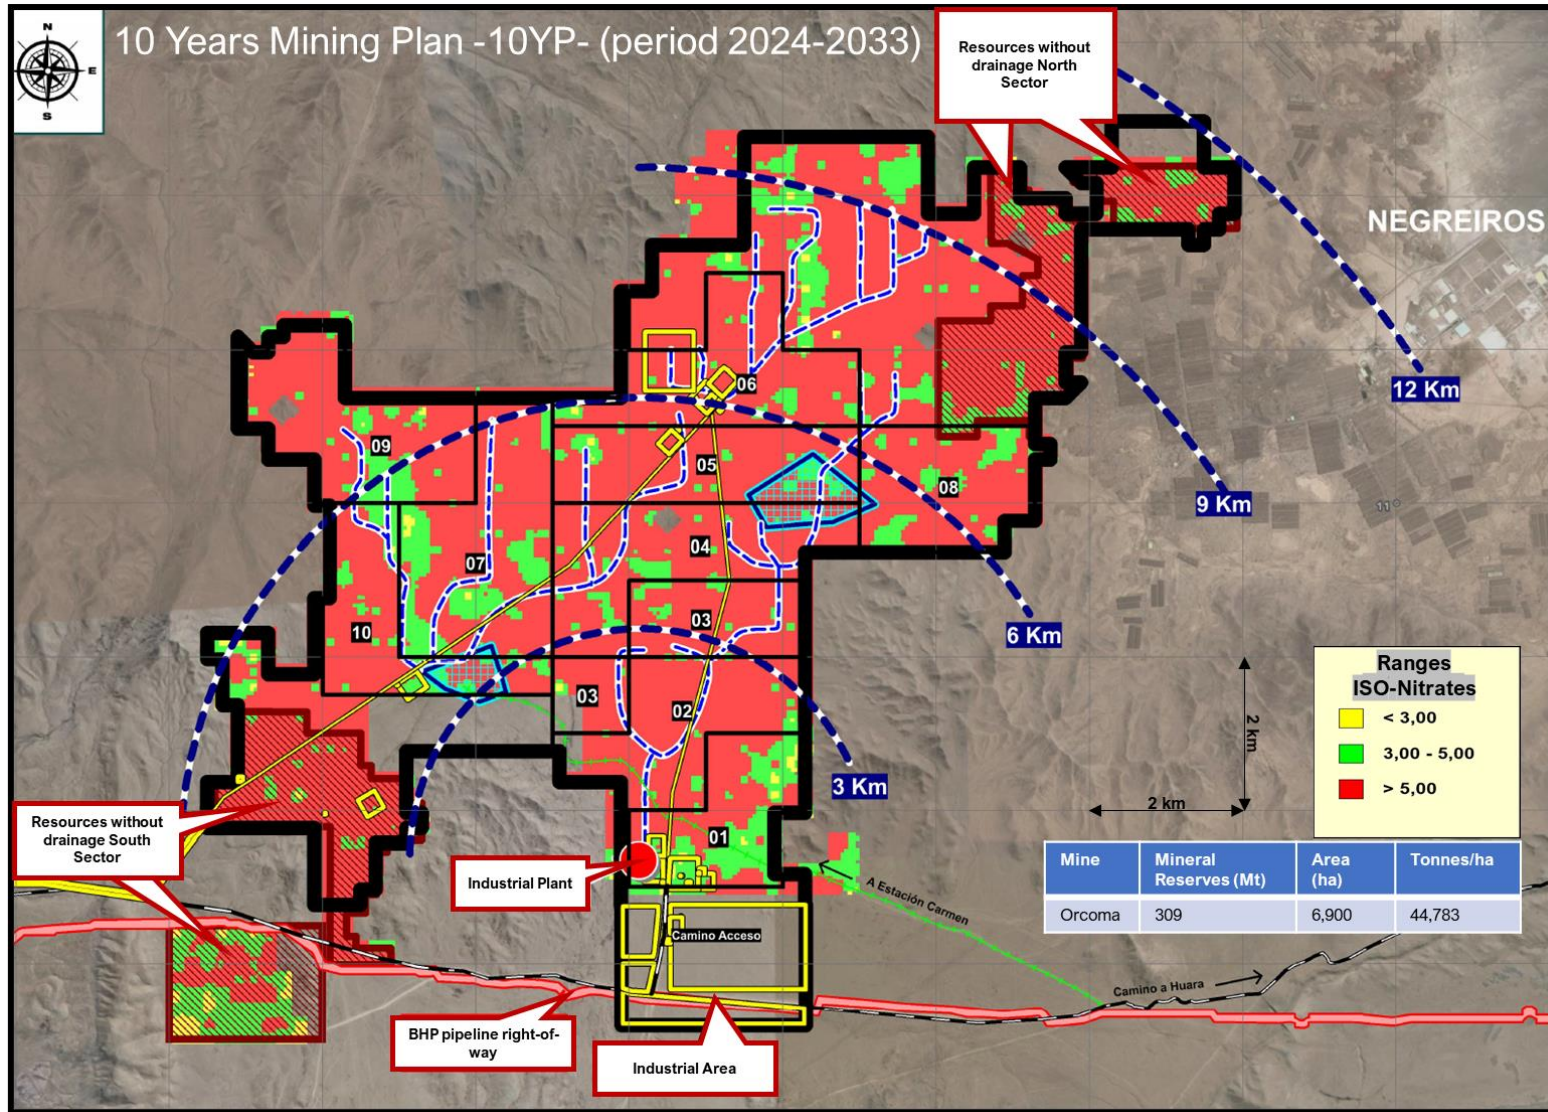 N
E
S
10 Years Mining Plan -10YP- (period 2024-2033)
Resources without
drainage North
Sector
NEGREIROS
12 Km
9 Km
6 Km
3 Km
06
09
05
08
04
07
03
10
03
02
01
11°
Ranges
ISO-Nitrates
< 3,00
3,00 - 5,00
> 5,00
2 km
2 km
Resources without
drainage South
Sector
Industrial Plant
A Estación Carmen
Camino Acceso
Camino a Huara
BHP pipeline right-of-
way
Industrial Area
Mine Mineral Reserves (Mt) Area (ha) Tonnes/ha
Orcoma 309 6,900 44,783